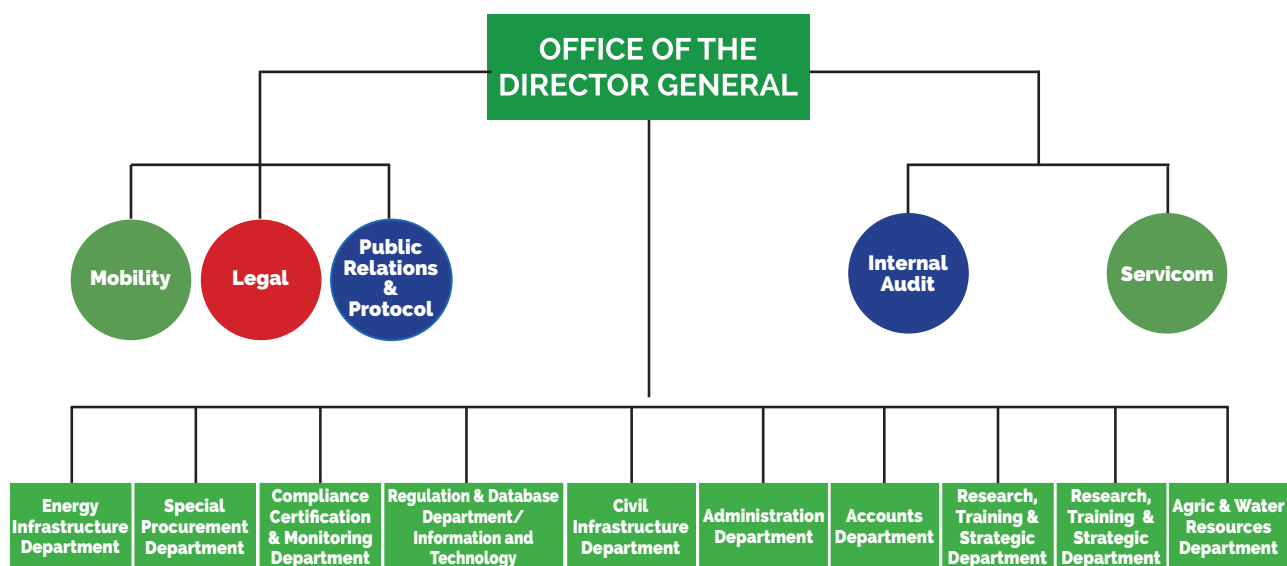 OFFICE OF THE
DIRECTOR GENERAL
Mobility
Legal
Public
Relations
&
Protocol
Internal
Audit
Servicom
Energy
Infrastructure
Department
Special
Procurement
Department
Compliance
Certification
& Monitoring
Department
Regulation & Database
Department/
Information and
Technology
Civil
Infrastructure
Department
Administration
Department
Accounts
Department
Research,
Training &
Strategic
Department
Research,
Training &
Strategic
Department
Agric & Water
Resources
Department